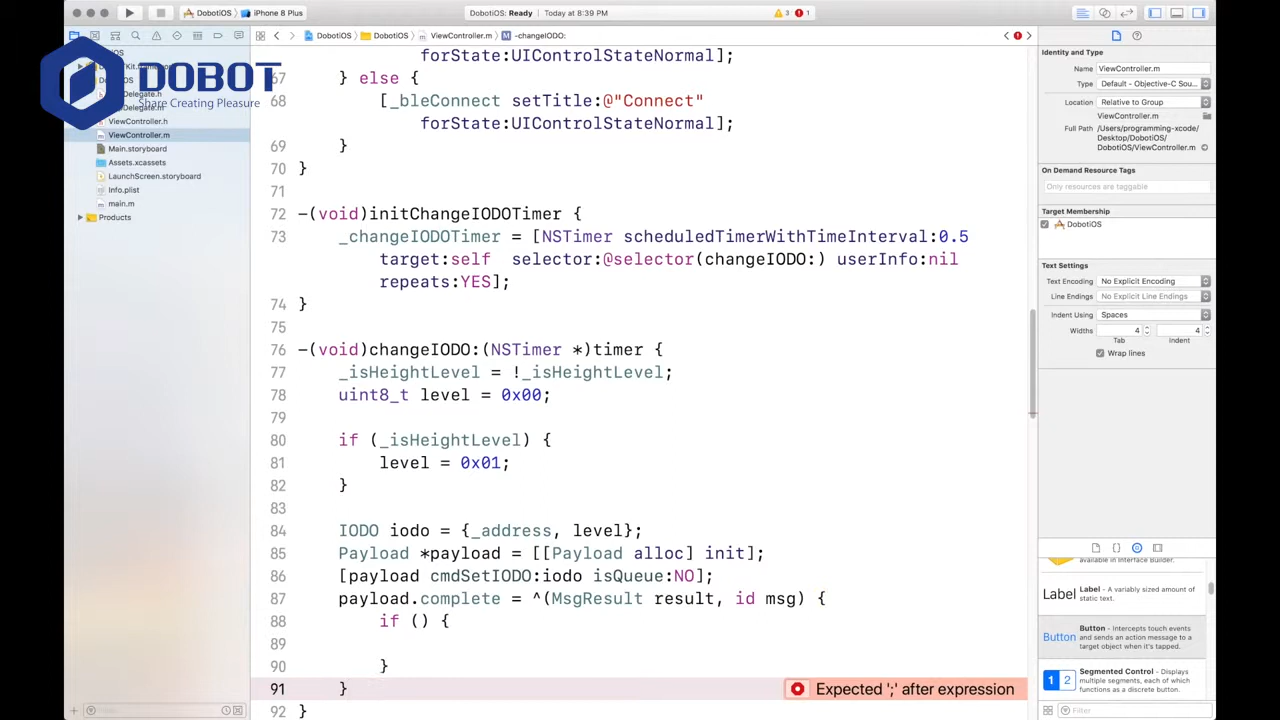 DobotiOS
iPhone 8 Plus
DobotiOS: Ready | Today at 8:39 PM
3
1
DobotiOS
DobotiOS
ViewController.m
M
-changeIODO:
DOBOT
Share Creating Pleasure
ViewController.h
ViewController.m
Main.storyboard
Assets.xcassets
LaunchScreen.storyboard
Info.plist
main.m
Products
forState:UIControlStateNormal];
67 } else {
68 [_bleConnect setTitle:@"Connect"
forState:UIControlStateNormal];
69 }
70 }
71
72 -(void)initChangeIODOTimer {
73 _changeIODOTimer = [NSTimer scheduledTimerWithTimeInterval:0.5
target:self selector:@selector(changeIODO:) userInfo:nil
repeats:YES];
74 }
75
76 -(void)changeIODO:(NSTimer *)timer {
77 _isHeightLevel = !_isHeightLevel;
78 uint8_t level = 0x00;
79
80 if (_isHeightLevel) {
81 level = 0x01;
82 }
83
84 IODO iodo = {_address, level};
85 Payload *payload = [[Payload alloc] init];
86 [payload cmdSetIODO:iodo isQueue:NO];
87 payload.complete = ^(MsgResult result, id msg) {
88 if () {
89
90 }
91 } Expected ';' after expression
92 }
Identity and Type
Name ViewController.m
Type Default - Objective-C Sou...
Location Relative to Group
ViewController.m
Full Path /Users/programming-xcode/
Desktop/DobotiOS/
DobotiOS/ViewController.m
On Demand Resource Tags
Only resources are taggable
Target Membership
DobotiOS
Text Settings
Text Encoding No Explicit Encoding
Line Endings No Explicit Line Endings
Indent Using Spaces
Widths 4 4
Tab Indent
Wrap lines
available in Interface Builder.
Label Label - A variably sized amount of
static text.
Button Button - Intercepts touch events
and sends an action message to a
target object when it's tapped.
1 2 Segmented Control - Displays
multiple segments, each of which
functions as a discrete button.
Filter